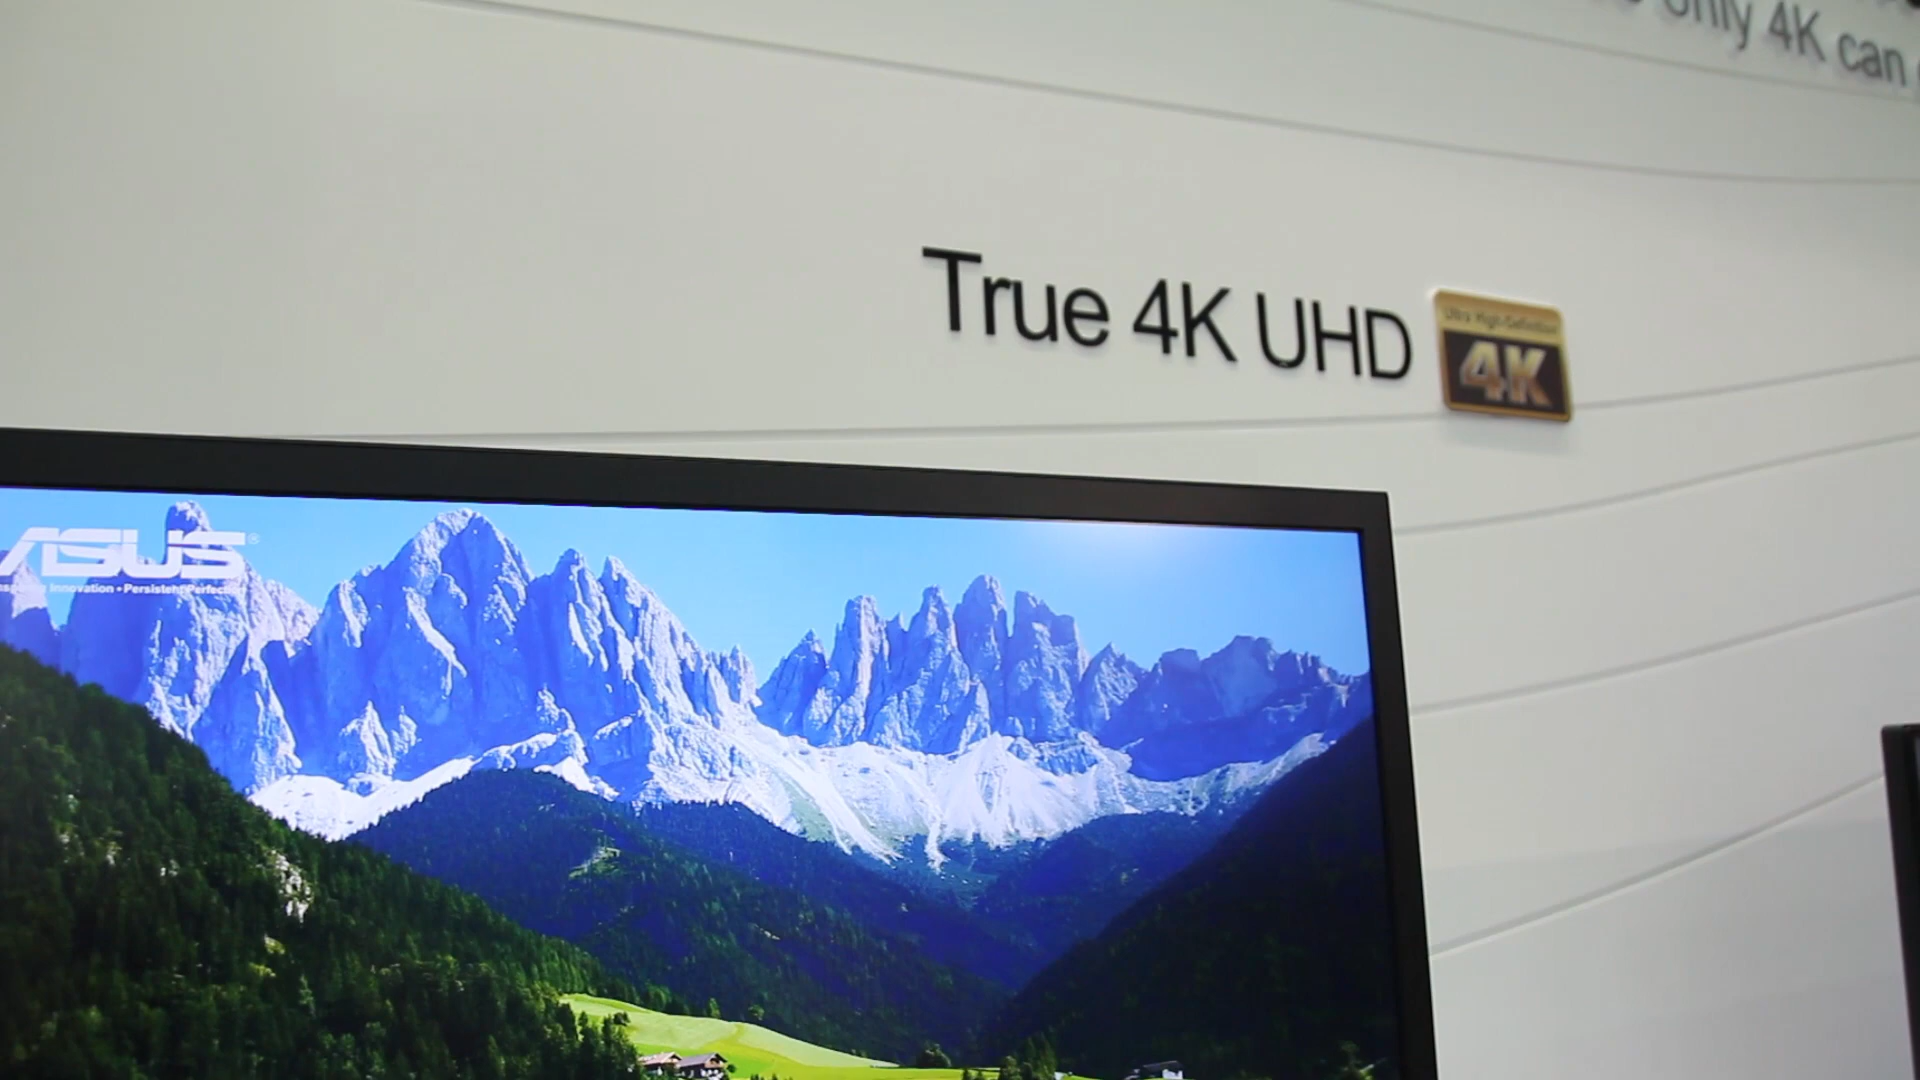 only 4K can
True 4K UHD
Ultra High-Definition
4K
ASUS®
Innovation • Persistent Perfection